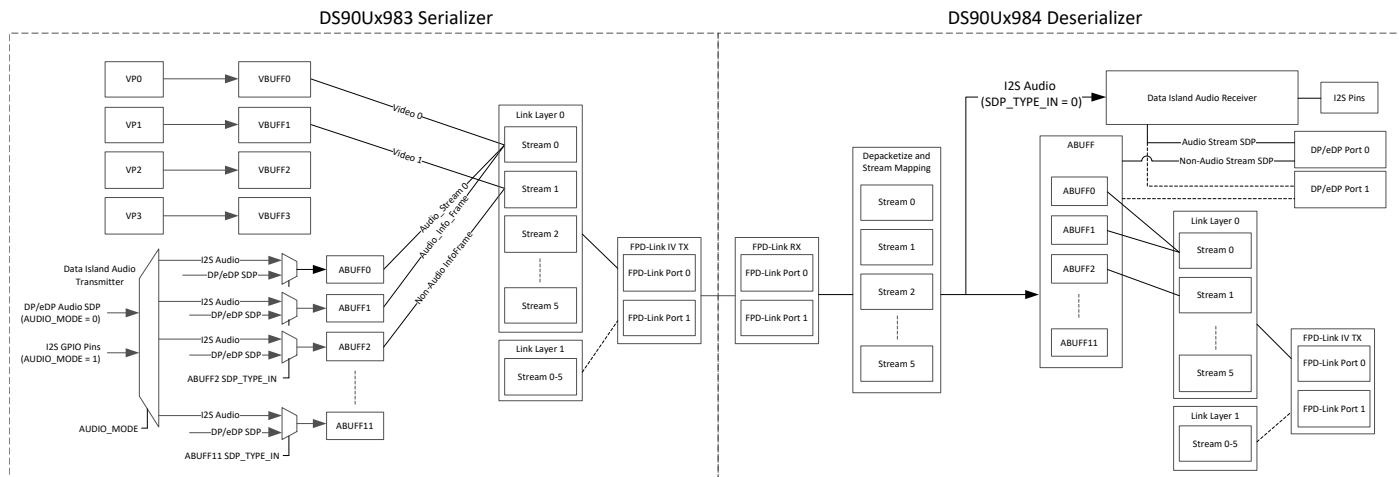 DS90Ux983 Serializer
DS90Ux984 Deserializer
VP0
VBUFF0
VP1
VBUFF1
VP2
VBUFF2
VP3
VBUFF3
Video 0
Video 1
Audio_Stream 0
Audio_Info_Frame
Non-Audio InfoFrame
Data Island Audio
Transmitter
DP/eDP Audio SDP
(AUDIO_MODE = 0)
I2S GPIO Pins
(AUDIO_MODE = 1)
AUDIO_MODE
I2S Audio
DP/eDP SDP
ABUFF0
I2S Audio
DP/eDP SDP
ABUFF1
I2S Audio
DP/eDP SDP
ABUFF2
ABUFF2 SDP_TYPE_IN
I2S Audio
DP/eDP SDP
ABUFF11
ABUFF11 SDP_TYPE_IN
Link Layer 0
Stream 0
Stream 1
Stream 2
Stream 5
Link Layer 1
Stream 0-5
FPD-Link IV TX
FPD-Link Port 0
FPD-Link Port 1
FPD-Link RX
FPD-Link Port 0
FPD-Link Port 1
Depacketize and
Stream Mapping
Stream 0
Stream 1
Stream 2
Stream 5
I2S Audio
(SDP_TYPE_IN = 0)
Data Island Audio Receiver
I2S Pins
Audio Stream SDP
Non-Audio Stream SDP
DP/eDP Port 0
DP/eDP Port 1
ABUFF
ABUFF0
ABUFF1
ABUFF2
ABUFF11
Link Layer 0
Stream 0
Stream 1
Stream 5
Link Layer 1
Stream 0-5
FPD-Link IV TX
FPD-Link Port 0
FPD-Link Port 1